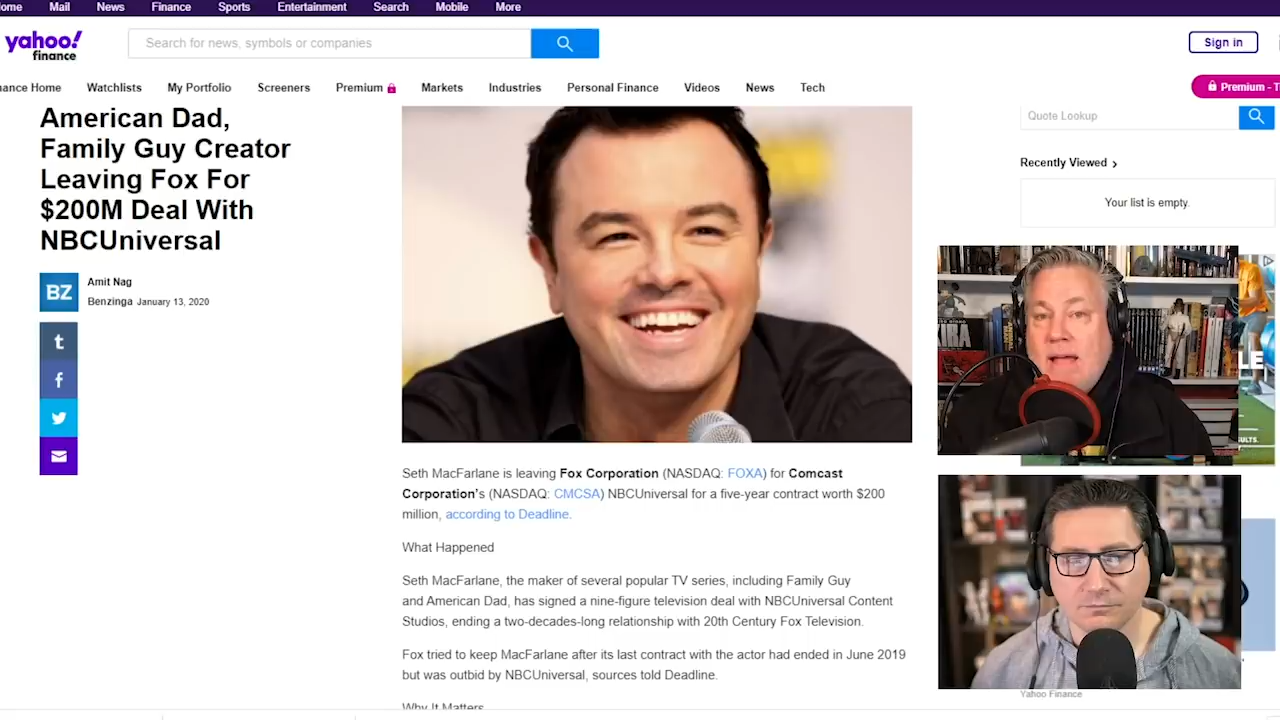 ome Mail News Finance Sports Entertainment Search Mobile More
yahoo!
finance
Search for news, symbols or companies
Sign in
nance Home Watchlists My Portfolio Screeners Premium Markets Industries Personal Finance Videos News Tech
Premium - T
American Dad,
Family Guy Creator
Leaving Fox For
$200M Deal With
NBCUniversal
BZ
Amit Nag
Benzinga January 13, 2020
Quote Lookup
Recently Viewed
Your list is empty.
Seth MacFarlane is leaving Fox Corporation (NASDAQ: FOXA) for Comcast
Corporation's (NASDAQ: CMCSA) NBCUniversal for a five-year contract worth $200
million, according to Deadline.
What Happened
Seth MacFarlane, the maker of several popular TV series, including Family Guy
and American Dad, has signed a nine-figure television deal with NBCUniversal Content
Studios, ending a two-decades-long relationship with 20th Century Fox Television.
Fox tried to keep MacFarlane after its last contract with the actor had ended in June 2019
but was outbid by NBCUniversal, sources told Deadline.
Why It Matters
LE
ULTS.
Yahoo Finance